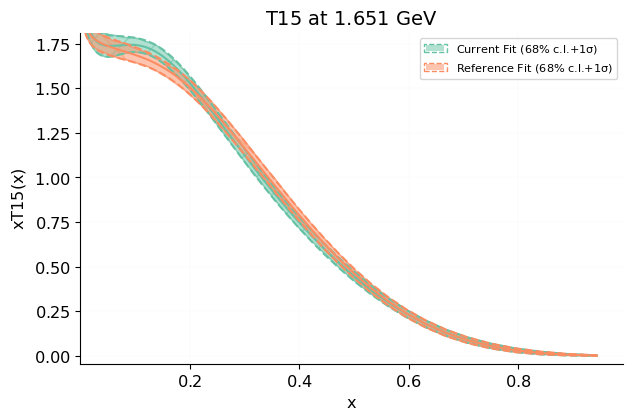 T15 at 1.651 GeV
Current Fit (68% c.l.+1σ)
Reference Fit (68% c.l.+1σ)
xT15(x)
1.75
1.50
1.25
1.00
0.75
0.50
0.25
0.00
0.2 0.4 0.6 0.8
x